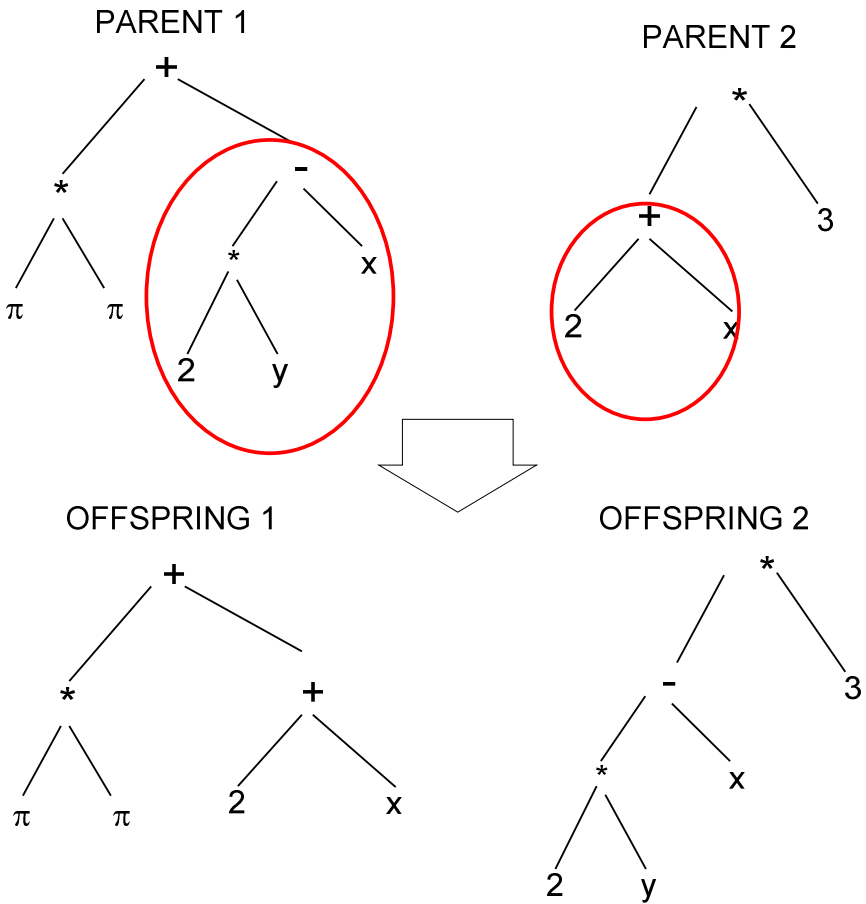 PARENT 1
PARENT 2
+
*
-
*
π
π
*
x
2
y
*
+
3
2
x
OFFSPRING 1
OFFSPRING 2
+
*
+
π
π
2
x
*
-
3
*
x
2
y